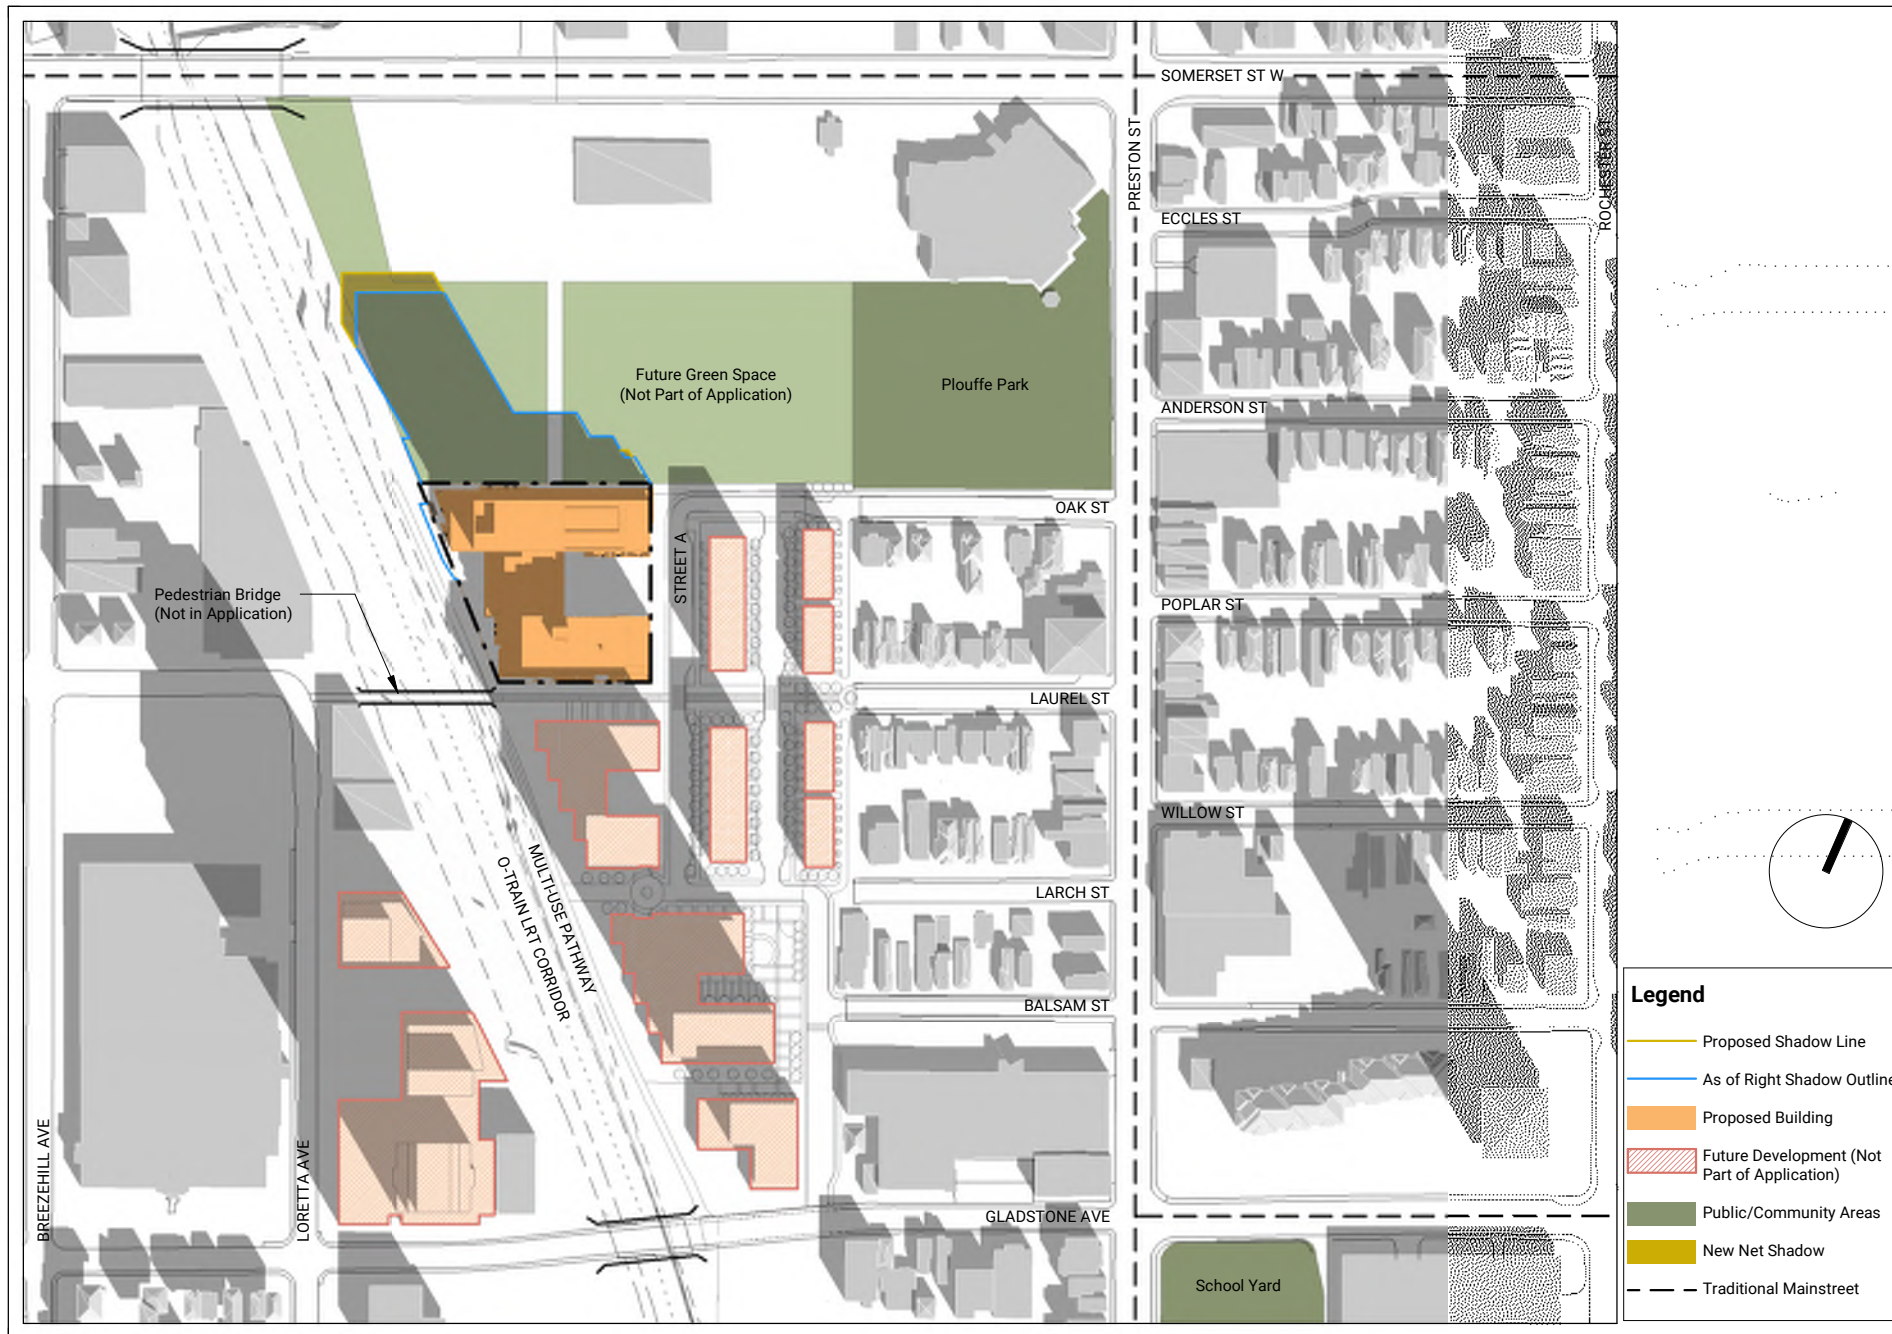 SOMERSET ST W
PRESTON ST
ROCHESTER ST
ECCLES ST
Future Green Space
(Not Part of Application)
Plouffe Park
ANDERSON ST
OAK ST
STREET A
Pedestrian Bridge
(Not in Application)
POPLAR ST
LAUREL ST
WILLOW ST
MULTI-USE PATHWAY
O-TRAIN LRT CORRIDOR
LARCH ST
BALSAM ST
BREEZEHILL AVE
LORETTA AVE
GLADSTONE AVE
School Yard
Legend
Proposed Shadow Line
As of Right Shadow Outline
Proposed Building
Future Development (Not
Part of Application)
Public/Community Areas
New Net Shadow
Traditional Mainstreet